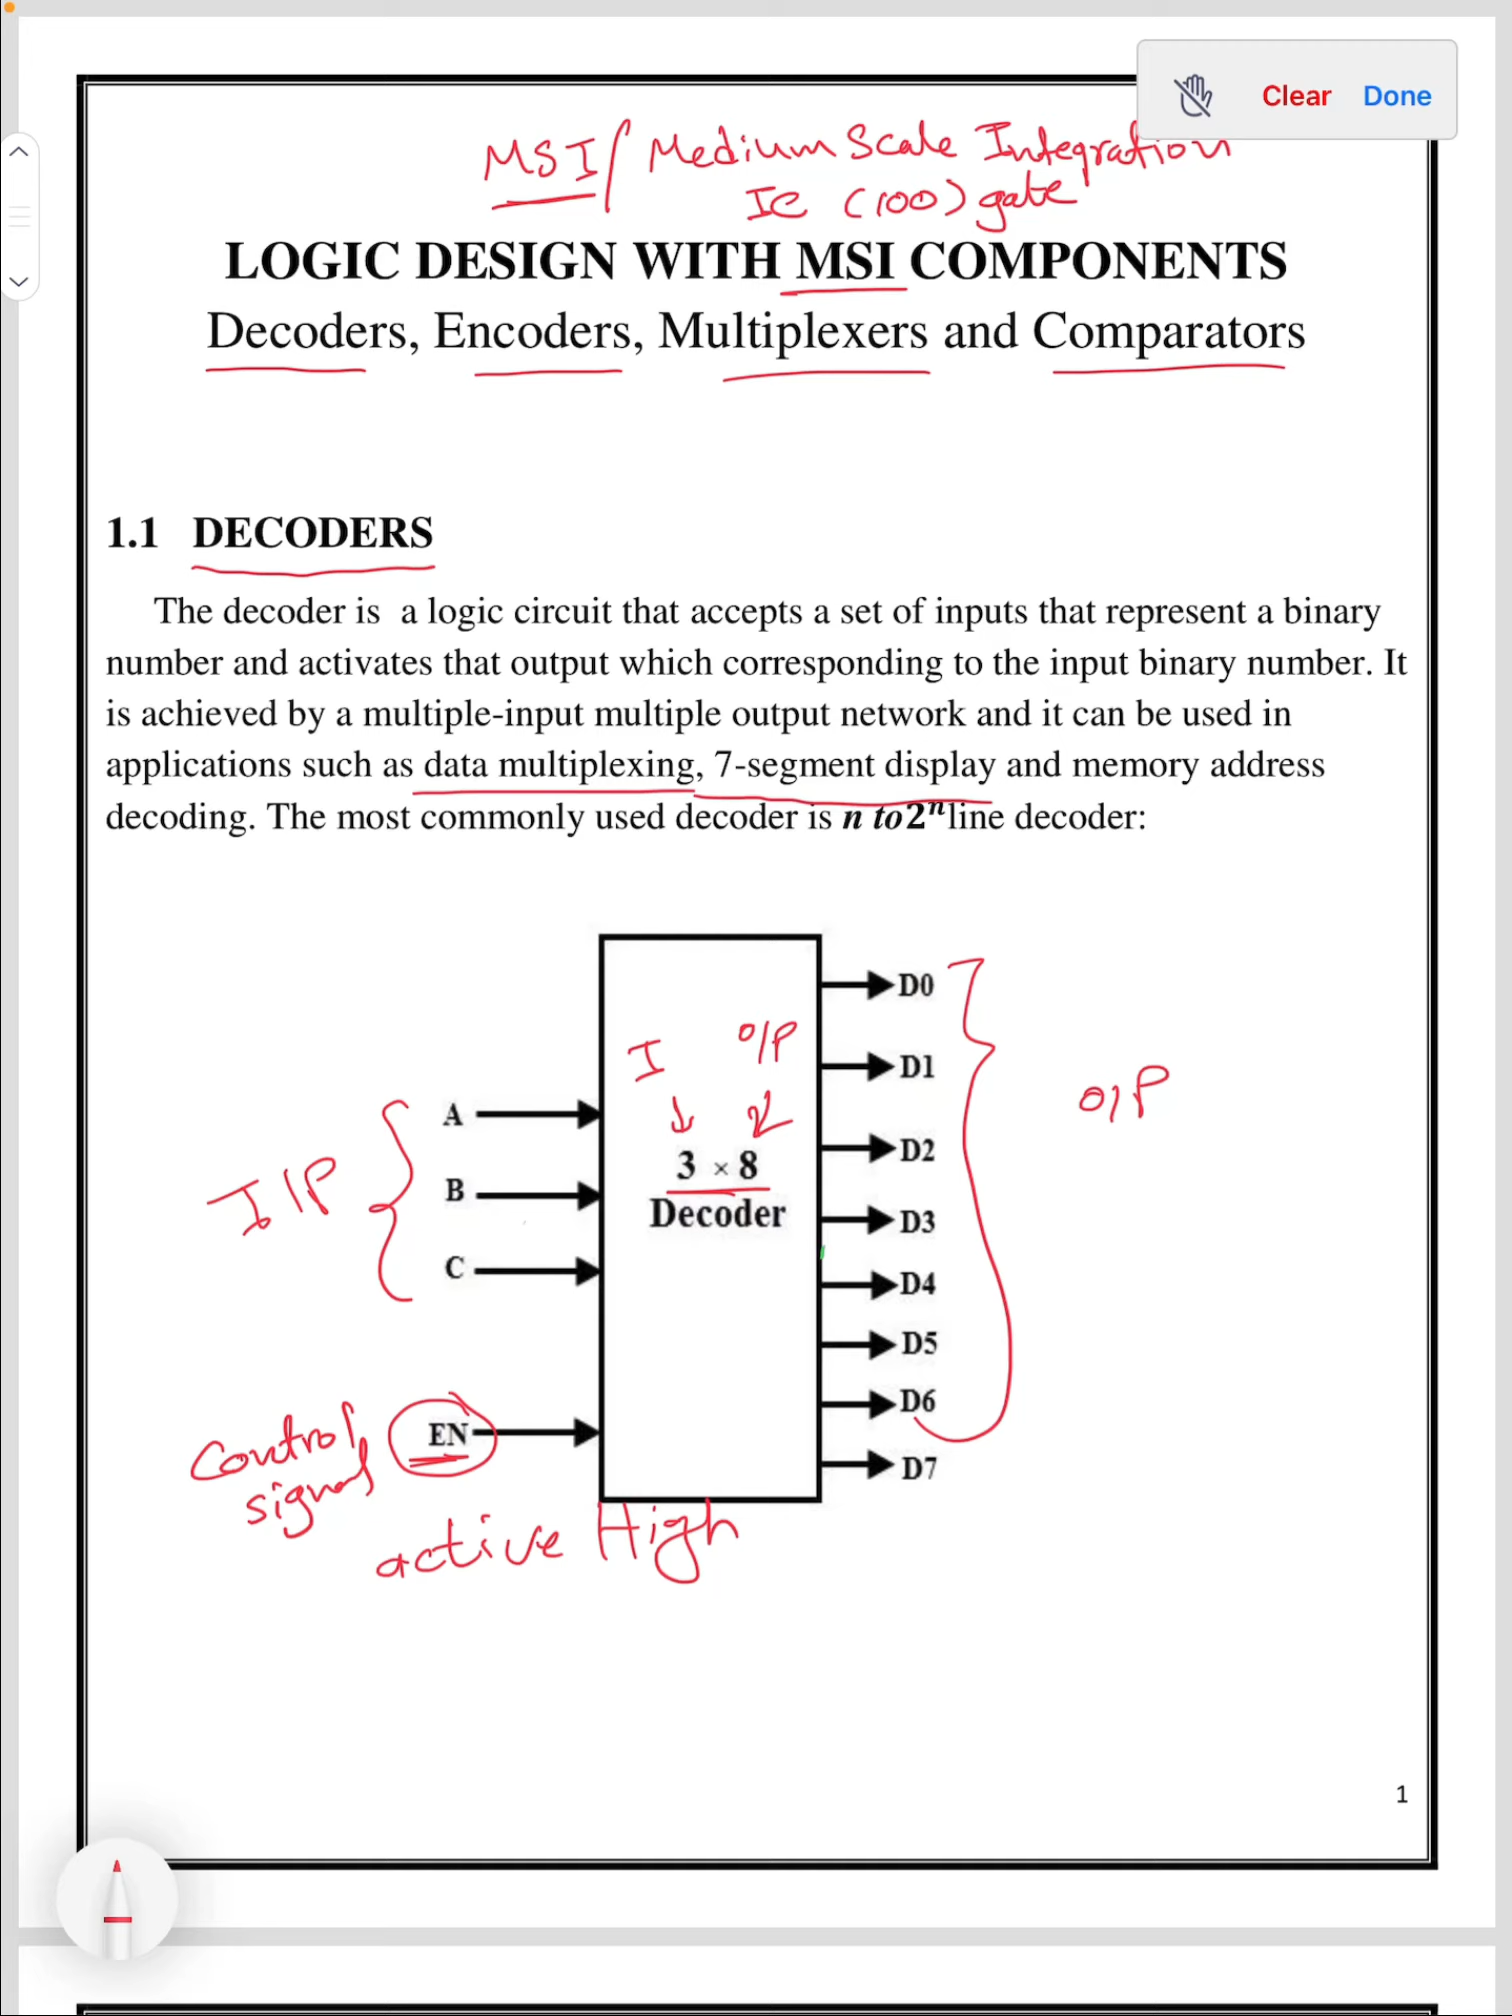 Clear Done
MSI / Medium Scale Integration
IC (100) gate
LOGIC DESIGN WITH MSI COMPONENTS
Decoders, Encoders, Multiplexers and Comparators
1.1 DECODERS
The decoder is a logic circuit that accepts a set of inputs that represent a binary
number and activates that output which corresponding to the input binary number. It
is achieved by a multiple-input multiple output network and it can be used in
applications such as data multiplexing, 7-segment display and memory address
decoding. The most commonly used decoder is n to2ⁿline decoder:
D0
I O/P
D1
O/P
A
D2
3 × 8
I/P
B
Decoder
D3
C
D4
D5
D6
Control
signal
EN
D7
active High
1